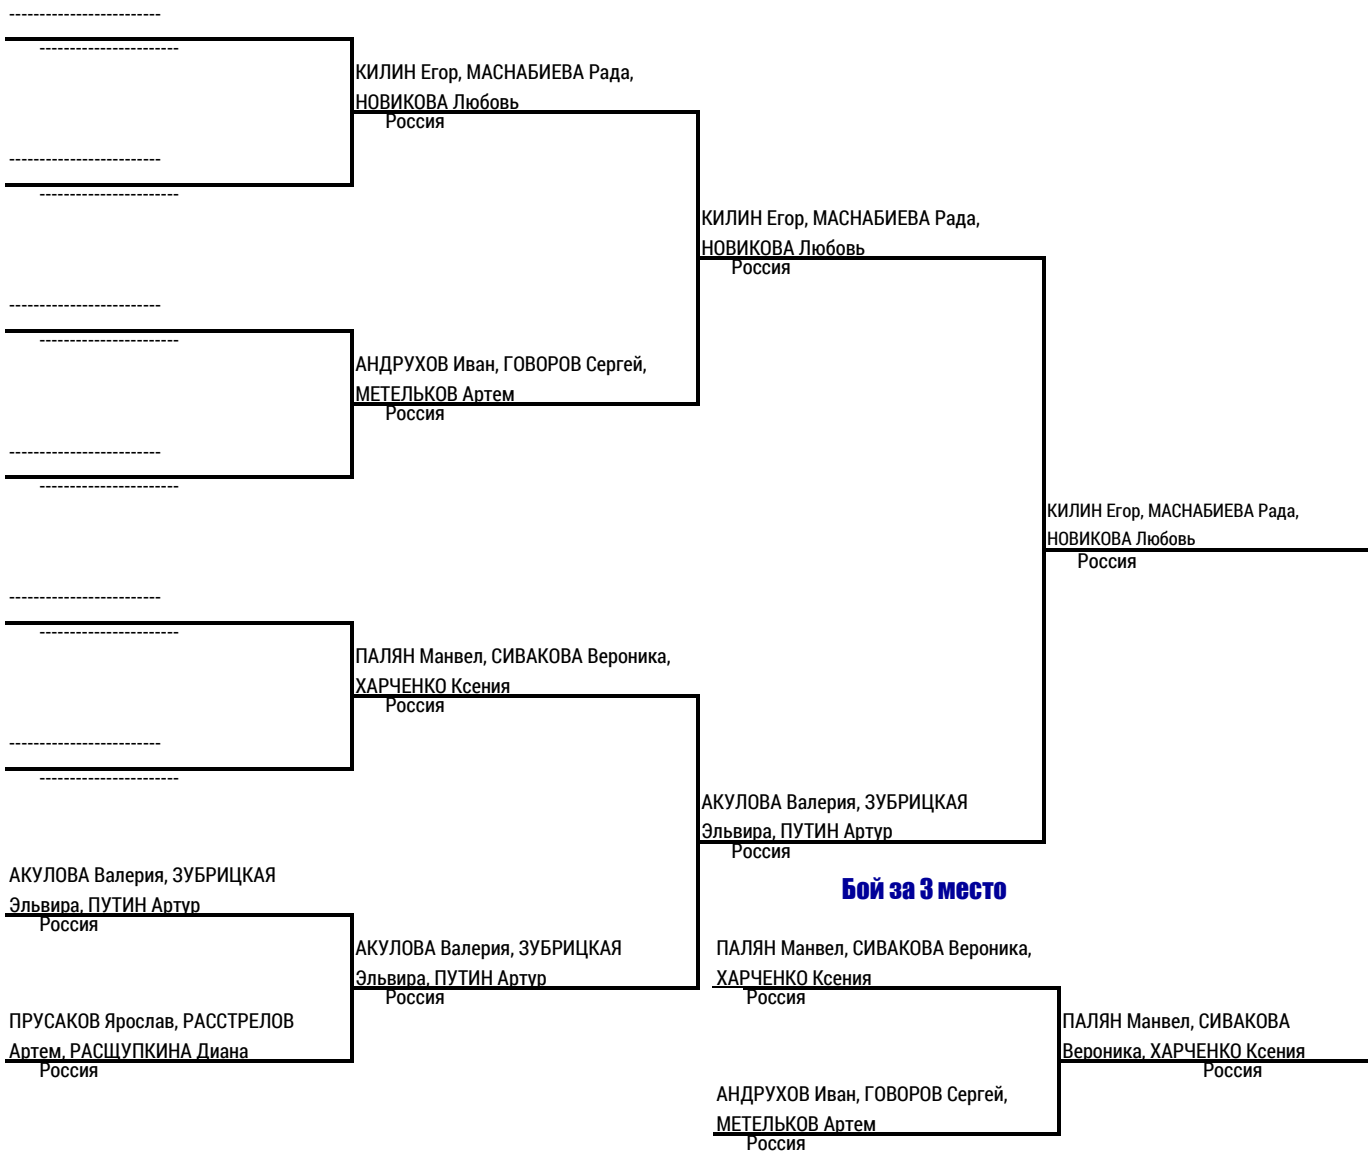 -------------------------
-----------------------
КИЛИН Егор, МАСНАБИЕВА Рада,
НОВИКОВА Любовь
Россия
-------------------------
-----------------------
КИЛИН Егор, МАСНАБИЕВА Рада,
НОВИКОВА Любовь
Россия
-------------------------
-----------------------
АНДРУХОВ Иван, ГОВОРОВ Сергей,
МЕТЕЛЬКОВ Артем
Россия
-------------------------
-----------------------
КИЛИН Егор, МАСНАБИЕВА Рада,
НОВИКОВА Любовь
Россия
-------------------------
-----------------------
ПАЛЯН Манвел, СИВАКОВА Вероника,
ХАРЧЕНКО Ксения
Россия
-------------------------
-----------------------
АКУЛОВА Валерия, ЗУБРИЦКАЯ
Эльвира, ПУТИН Артур
Россия
АКУЛОВА Валерия, ЗУБРИЦКАЯ
Эльвира, ПУТИН Артур
Россия
Бой за 3 место
АКУЛОВА Валерия, ЗУБРИЦКАЯ
Эльвира, ПУТИН Артур
Россия
ПАЛЯН Манвел, СИВАКОВА Вероника,
ХАРЧЕНКО Ксения
Россия
ПРУСАКОВ Ярослав, РАССТРЕЛОВ
Артем, РАСЩУПКИНА Диана
Россия
ПАЛЯН Манвел, СИВАКОВА
Вероника, ХАРЧЕНКО Ксения
Россия
АНДРУХОВ Иван, ГОВОРОВ Сергей,
МЕТЕЛЬКОВ Артем
Россия